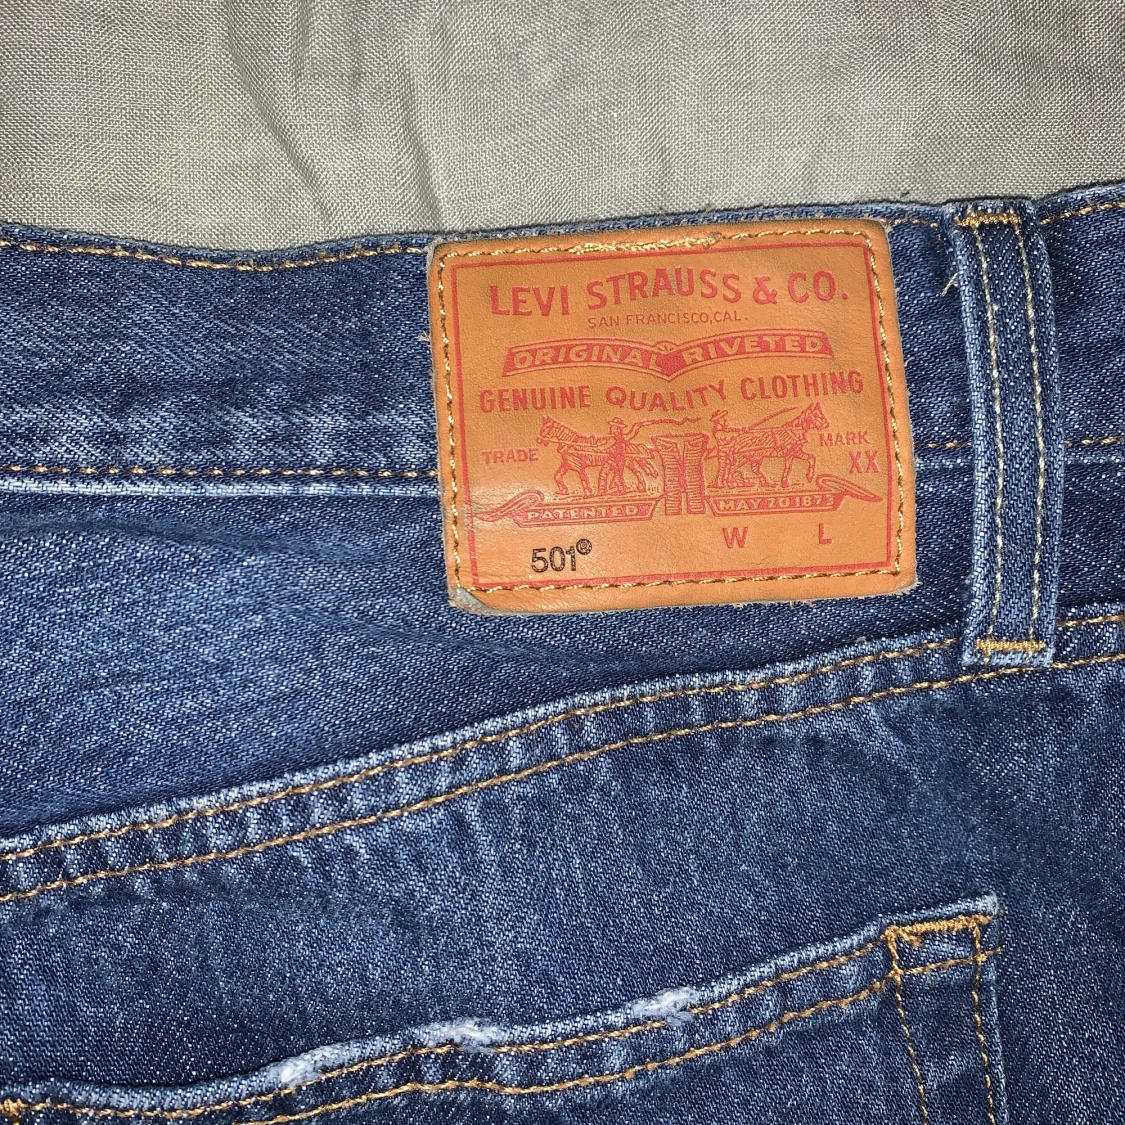 LEVI STRAUSS & CO.
SAN FRANCISCO, CAL.
ORIGINAL RIVETED
GENUINE QUALITY CLOTHING
TRADE MARK
XX
PATENTED MAY 20 1873
W L
501®